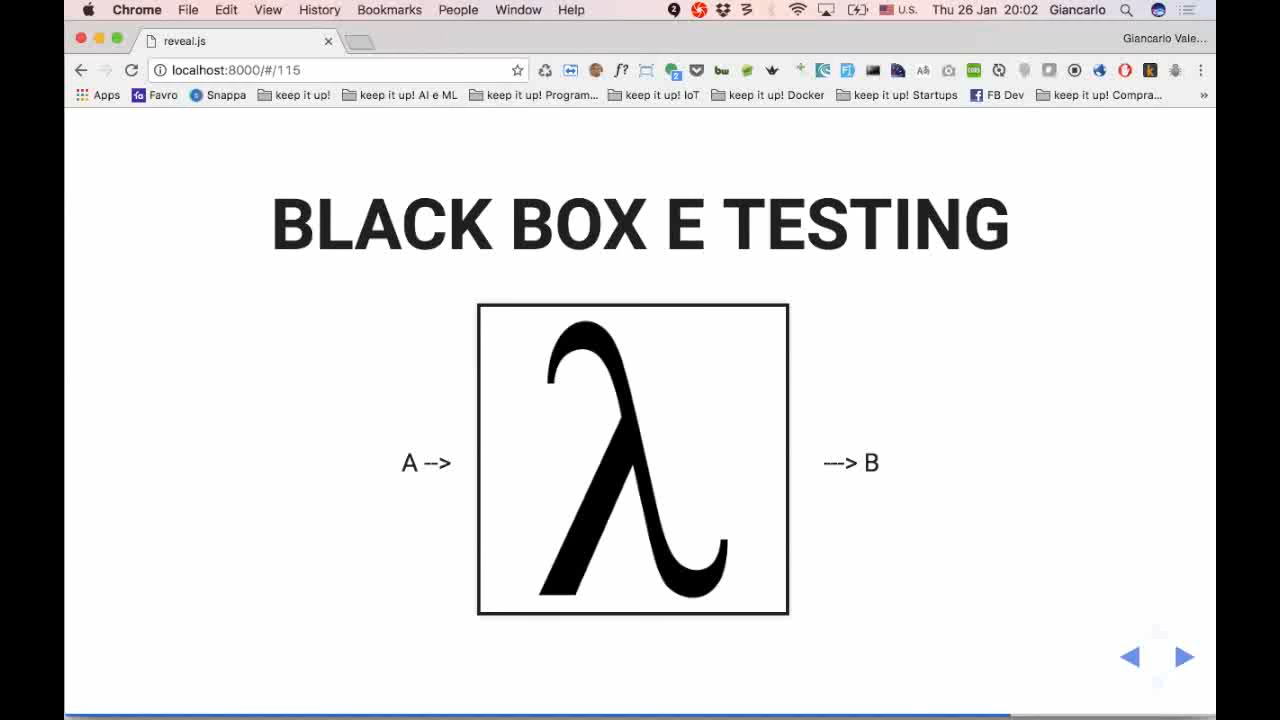 Chrome File Edit View History Bookmarks People Window Help U.S. Thu 26 Jan 20:02 Giancarlo
reveal.js Giancarlo Vale...
localhost:8000/#/115
Apps Favro Snappa keep it up! keep it up! AI e ML keep it up! Program... keep it up! IoT keep it up! Docker keep it up! Startups FB Dev keep it up! Compra... »
BLACK BOX E TESTING
λ
A --> ---> B